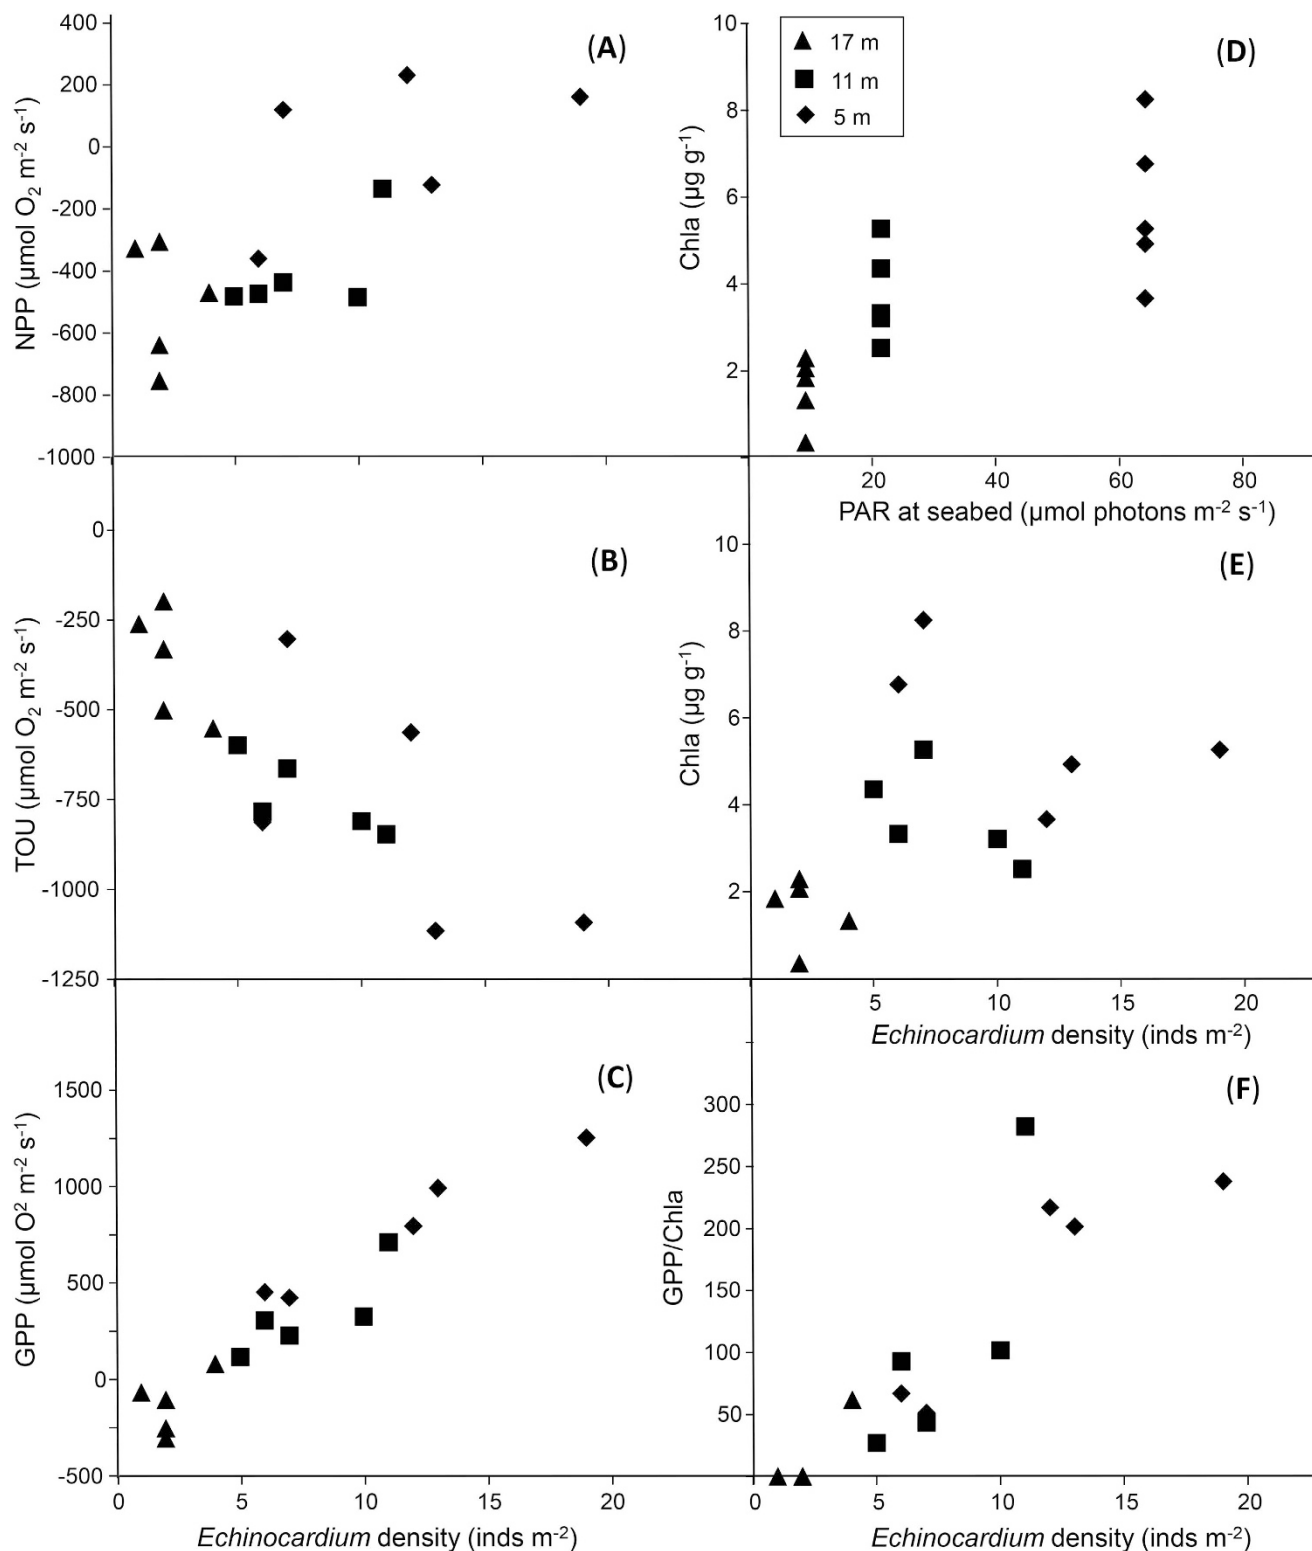 (A)
400
200
0
-200
-400
-600
-800
-1000
NPP (µmol O₂ m⁻² s⁻¹)
(B)
0
-250
-500
-750
-1000
-1250
TOU (µmol O₂ m⁻² s⁻¹)
(C)
1500
1000
500
0
-500
GPP (µmol O² m⁻² s⁻¹)
0 5 10 15 20
Echinocardium density (inds m⁻²)
(D)
17 m
11 m
5 m
10
8
6
4
2
Chla (µg g⁻¹)
20 40 60 80
PAR at seabed (µmol photons m⁻² s⁻¹)
(E)
10
8
6
4
2
Chla (µg g⁻¹)
5 10 15 20
Echinocardium density (inds m⁻²)
(F)
300
250
200
150
100
50
GPP/Chla
0 5 10 15 20
Echinocardium density (inds m⁻²)